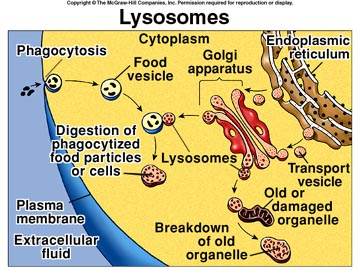 Copyright © The McGraw-Hill Companies, Inc. Permission required for reproduction or display.
Lysosomes
Phagocytosis
Cytoplasm
Food
vesicle
Golgi
apparatus
Endoplasmic
reticulum
Digestion of
phagocytized
food particles
or cells
Lysosomes
Transport
vesicle
Old or
damaged
organelle
Plasma
membrane
Extracellular
fluid
Breakdown
of old
organelle